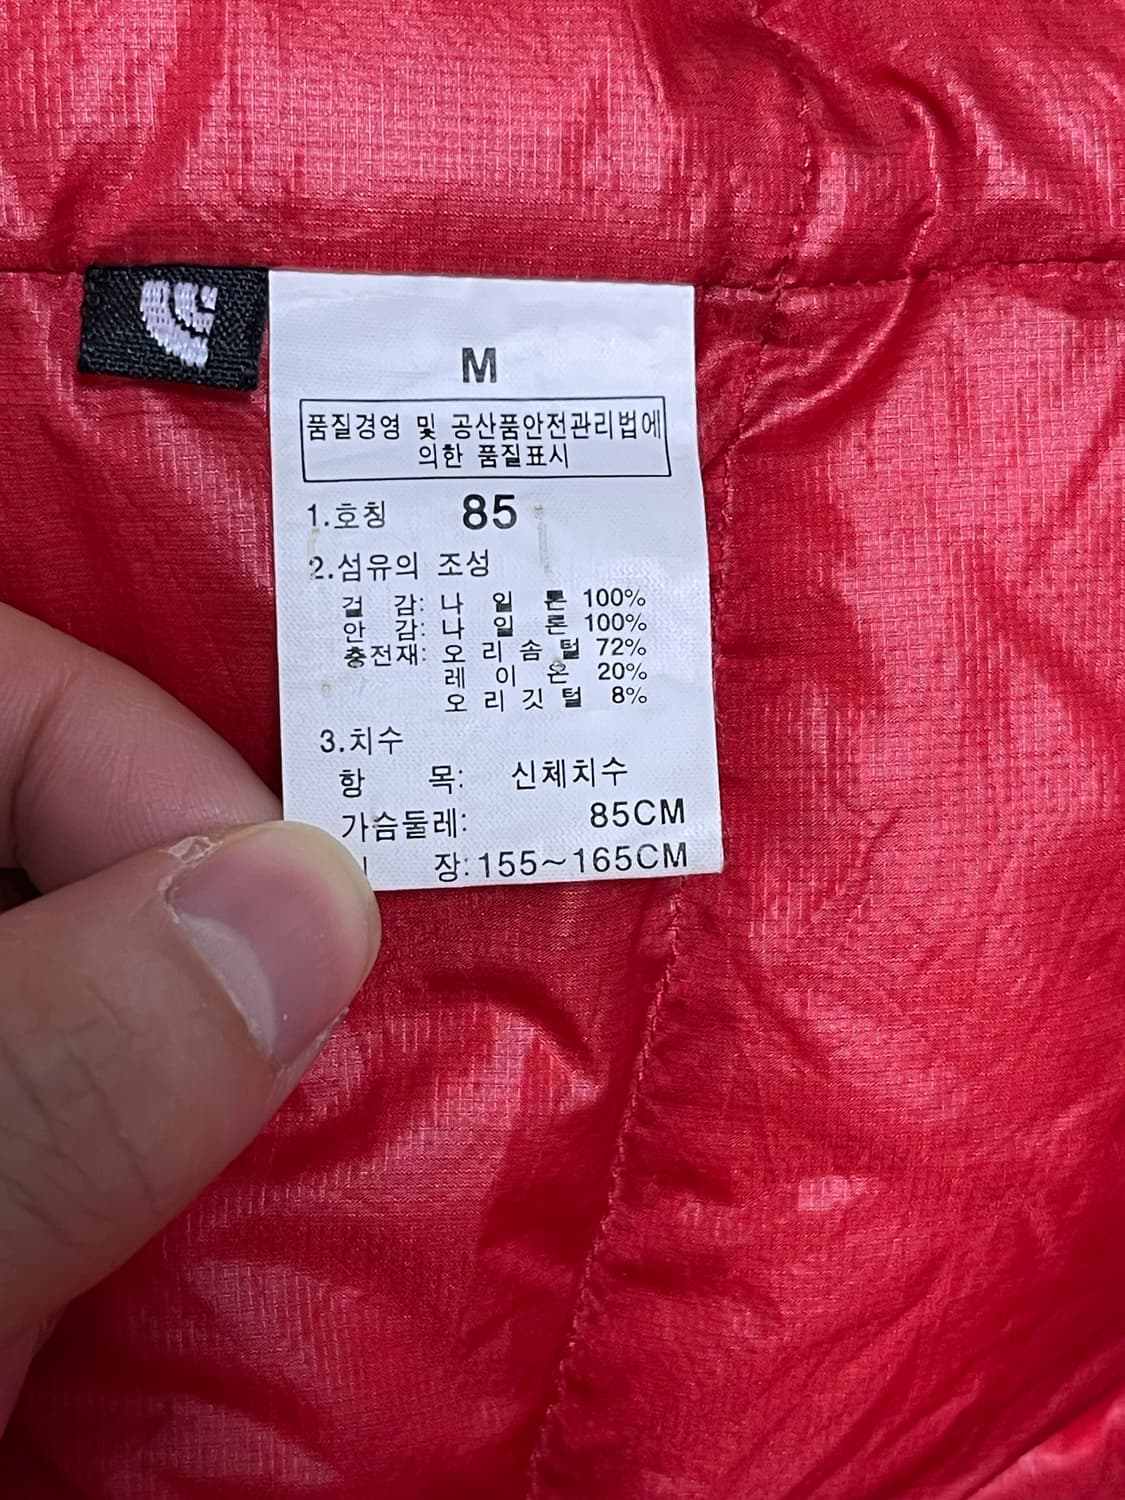 M
품질경영 및 공산품안전관리법에
의한 품질표시
1.호칭 85
2.섬유의 조성
겉 감: 나 일 론 100%
안 감: 나 일 론 100%
충전재: 오 리 솜 털 72%
레 이 온 20%
오 리 깃 털 8%
3.치수
항 목: 신체치수
가슴둘레: 85CM
장: 155~165CM